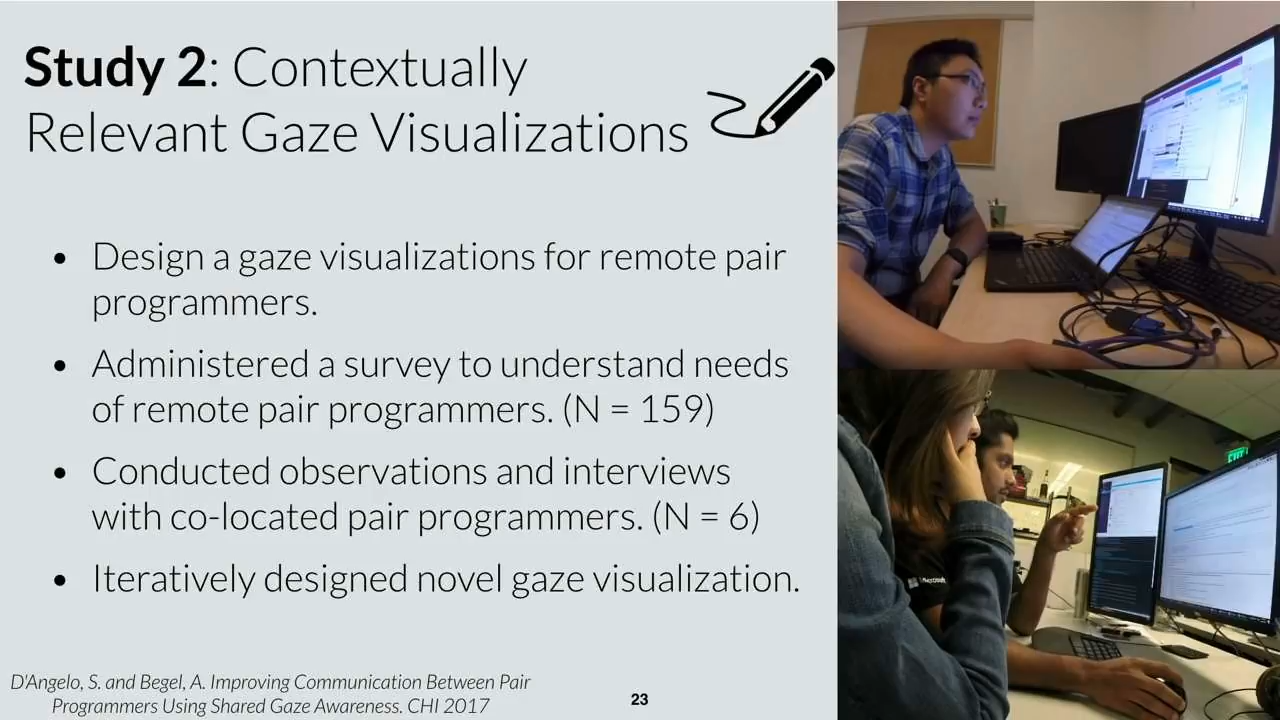 Study 2: Contextually
Relevant Gaze Visualizations
• Design a gaze visualizations for remote pair
programmers.
• Administered a survey to understand needs
of remote pair programmers. (N = 159)
• Conducted observations and interviews
with co-located pair programmers. (N = 6)
• Iteratively designed novel gaze visualization.
D'Angelo, S. and Begel, A. Improving Communication Between Pair
Programmers Using Shared Gaze Awareness. CHI 2017
23
EXIT